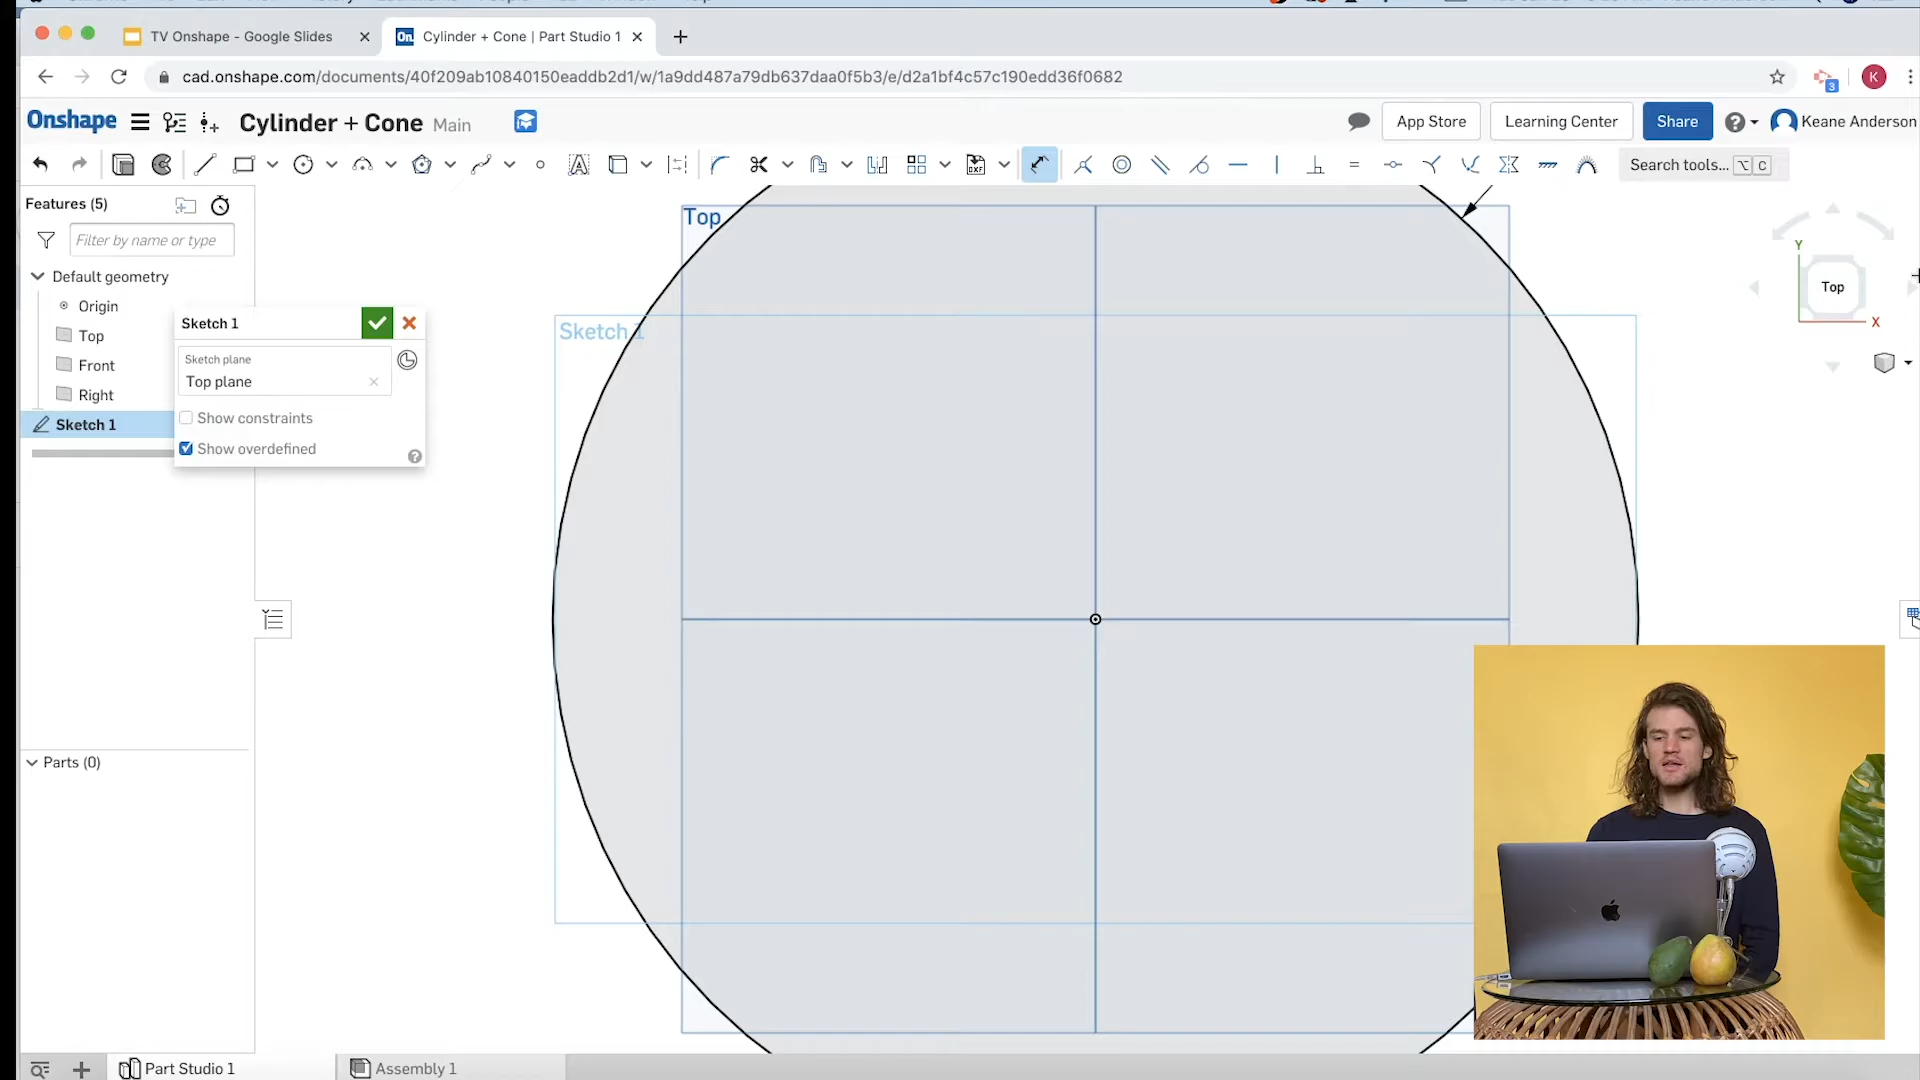 TV Onshape - Google Slides
On Cylinder + Cone | Part Studio 1
cad.onshape.com/documents/40f209ab10840150eaddb2d1/w/1a9dd487a79db637daa0f5b3/e/d2a1bf4c57c190edd36f0682
3
K
Onshape
Cylinder + Cone Main
App Store
Learning Center
Share
Keane Anderson
DXF
Search tools... ⌥ C
Features (5)
Filter by name or type
Default geometry
Origin
Top
Front
Right
Sketch 1
Sketch 1
Sketch plane
Top plane
Show constraints
Show overdefined
Parts (0)
Top
Sketch 1
Y
Top
X
Part Studio 1
Assembly 1